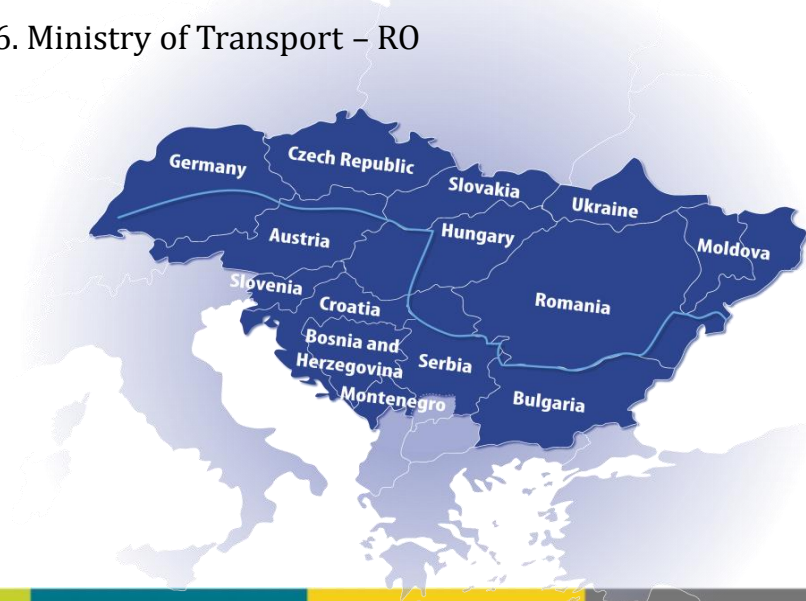 6. Ministry of Transport – RO
Germany
Czech Republic
Slovakia
Ukraine
Moldova
Austria
Hungary
Slovenia
Croatia
Romania
Bosnia and
Herzegovina
Serbia
Montenegro
Bulgaria